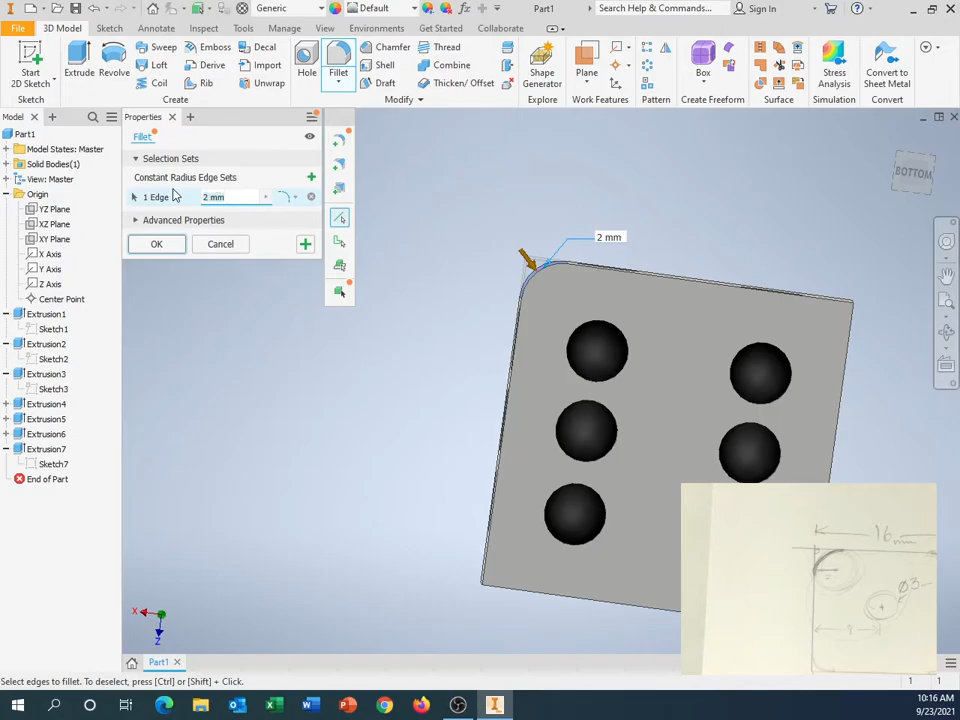 Generic
Default
Part1
Search Help & Commands...
Sign In
File
3D Model
Sketch
Annotate
Inspect
Tools
Manage
View
Environments
Get Started
Collaborate
Start
2D Sketch
Extrude
Revolve
Sweep
Emboss
Decal
Loft
Derive
Import
Coil
Rib
Unwrap
Hole
Fillet
Chamfer
Thread
Shell
Combine
Draft
Thicken/ Offset
Shape
Generator
Plane
Box
Stress
Analysis
Convert to
Sheet Metal
Sketch
Create
Modify
Explore
Work Features
Pattern
Create Freeform
Surface
Simulation
Convert
Model
Properties
Part1
Model States: Master
Solid Bodies(1)
View: Master
Origin
YZ Plane
XZ Plane
XY Plane
X Axis
Y Axis
Z Axis
Center Point
Extrusion1
Sketch1
Extrusion2
Sketch2
Extrusion3
Sketch3
Extrusion4
Extrusion5
Extrusion6
Extrusion7
Sketch7
End of Part
Fillet
Selection Sets
Constant Radius Edge Sets
1 Edge
2 mm
Advanced Properties
OK
Cancel
2 mm
BOTTOM
16mm
Ø3
X
Z
Part1
Select edges to fillet. To deselect, press [Ctrl] or [Shift] + Click.
1
1
10:16 AM
9/23/2021